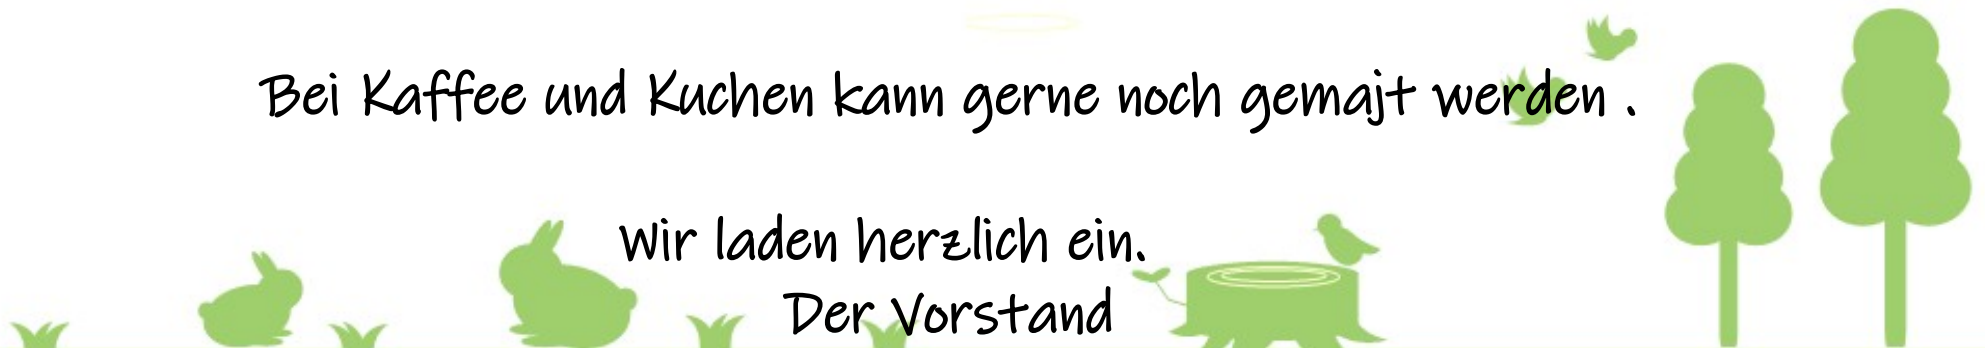 Bei Kaffee und Kuchen kann gerne noch gemajt werden .
Wir laden herzlich ein.
Der Vorstand